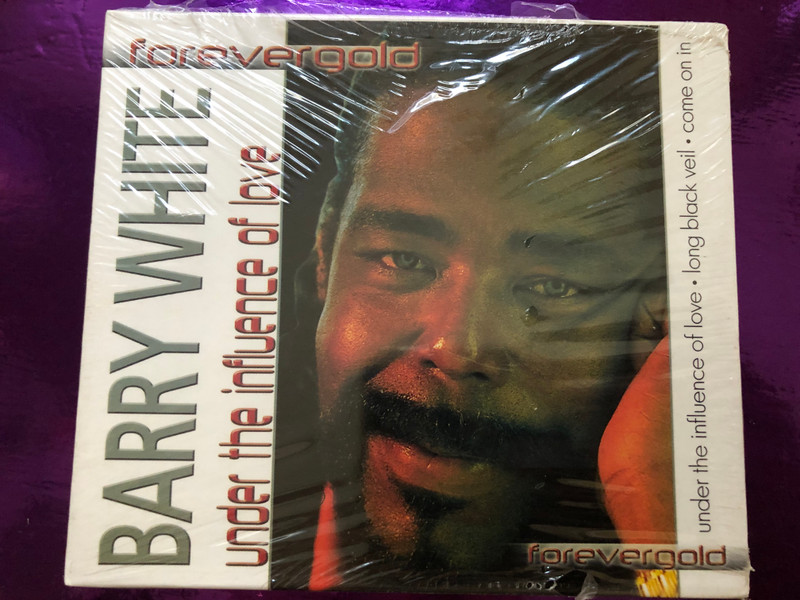 forevergold
BARRY WHITE
under the influence of love
under the influence of love • long black veil • come on in
forevergold